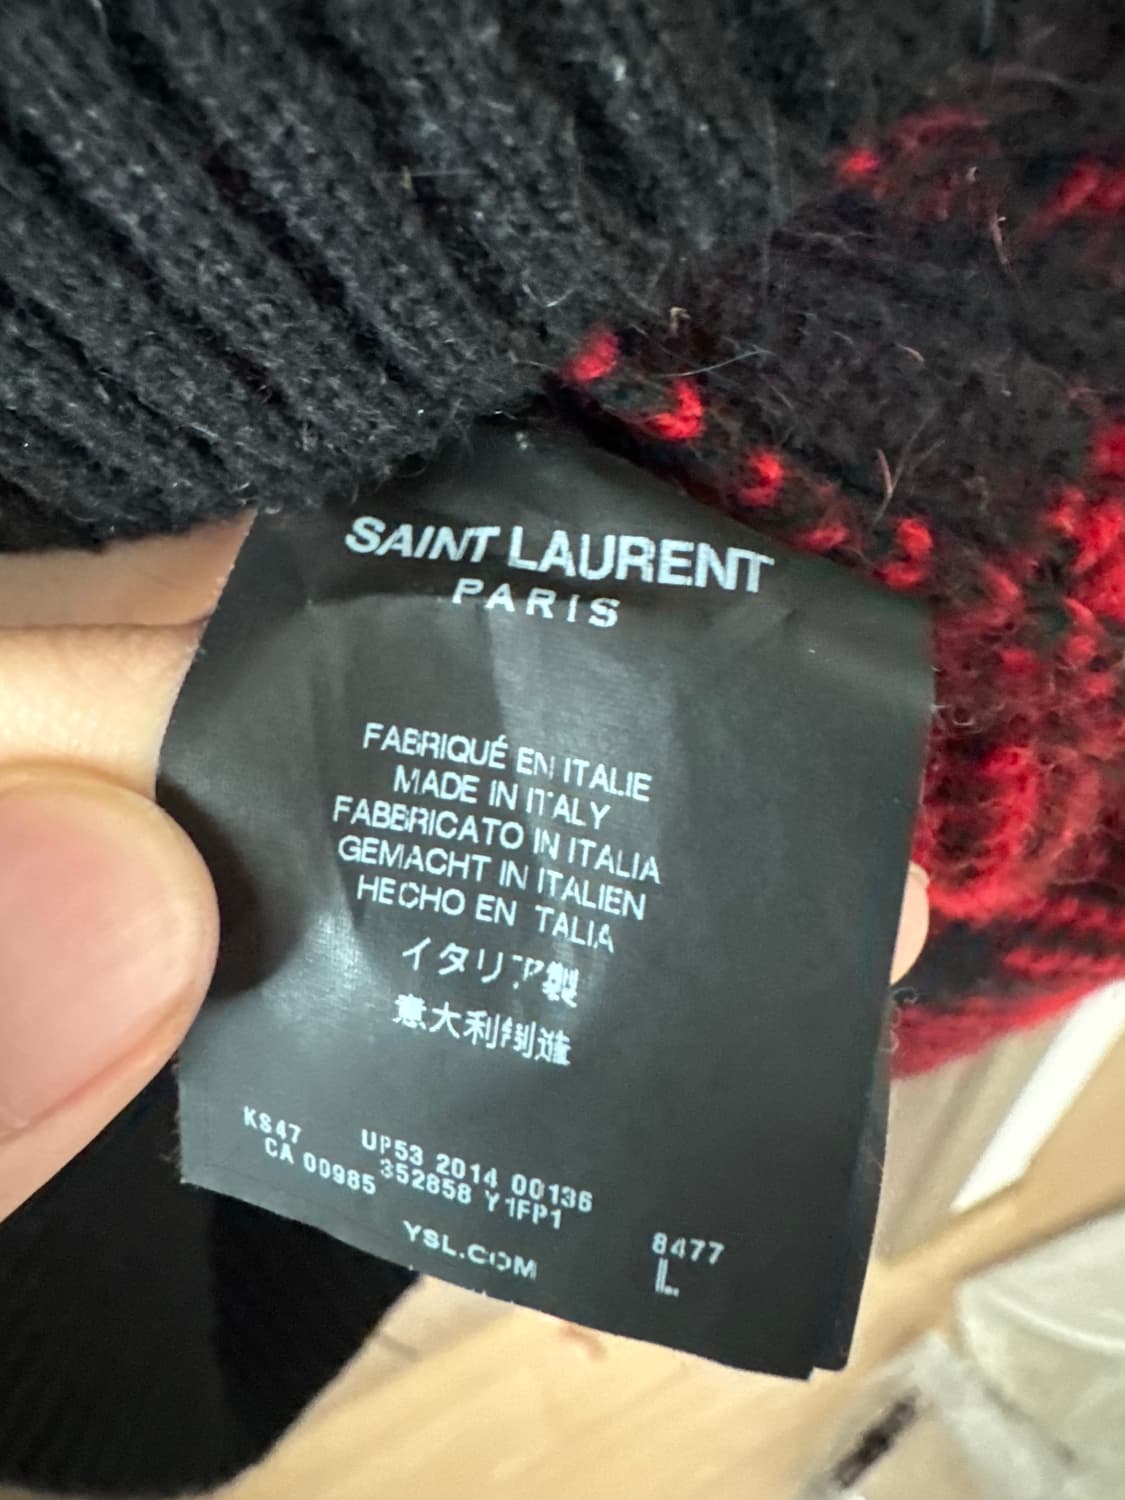 SAINT LAURENT
PARIS
FABRIQUÉ EN ITALIE
MADE IN ITALY
FABBRICATO IN ITALIA
GEMACHT IN ITALIEN
HECHO EN ITALIA
イタリア製
意大利制造
KS47 UP53 2014 00136
CA 00985 352858 Y1FP1
8477
YSL.COM
L